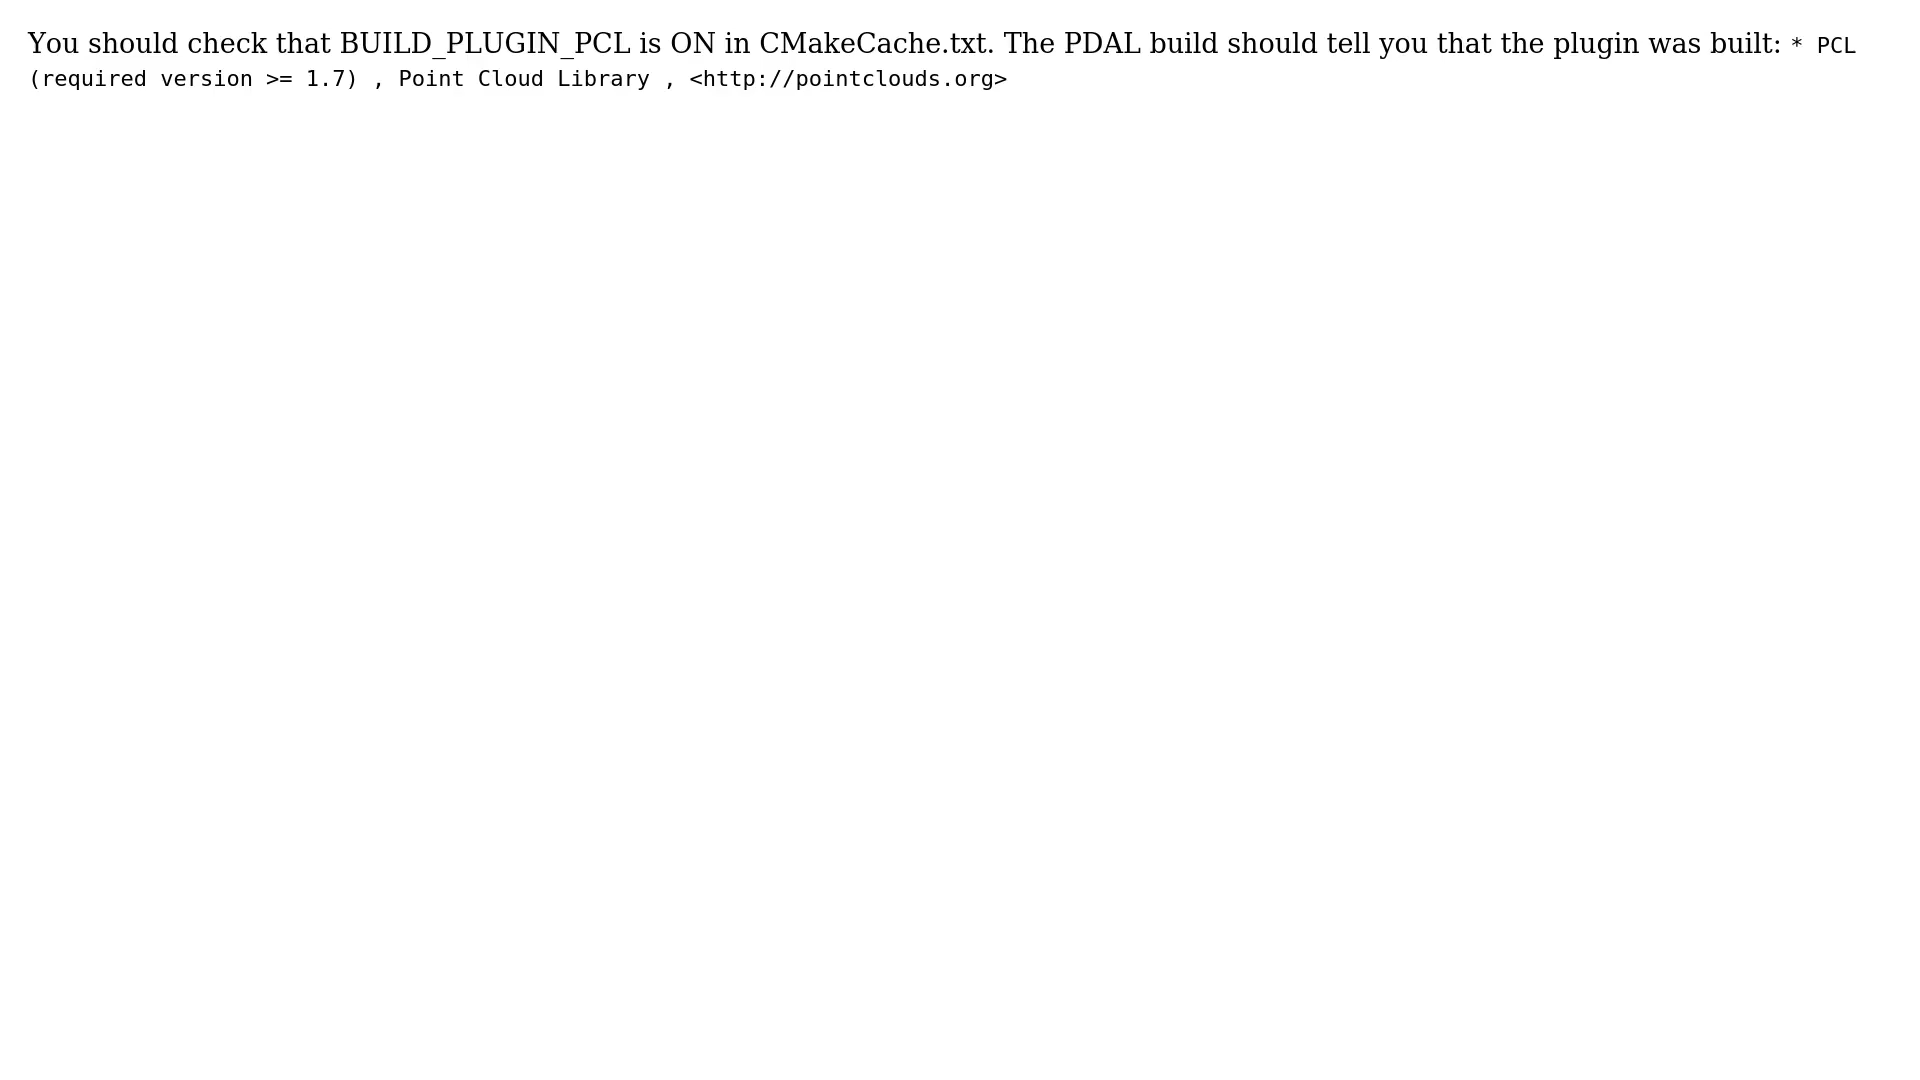 You should check that BUILD_PLUGIN_PCL is ON in CMakeCache.txt. The PDAL build should tell you that the plugin was built: * PCL
(required version >= 1.7) , Point Cloud Library , <http://pointclouds.org>